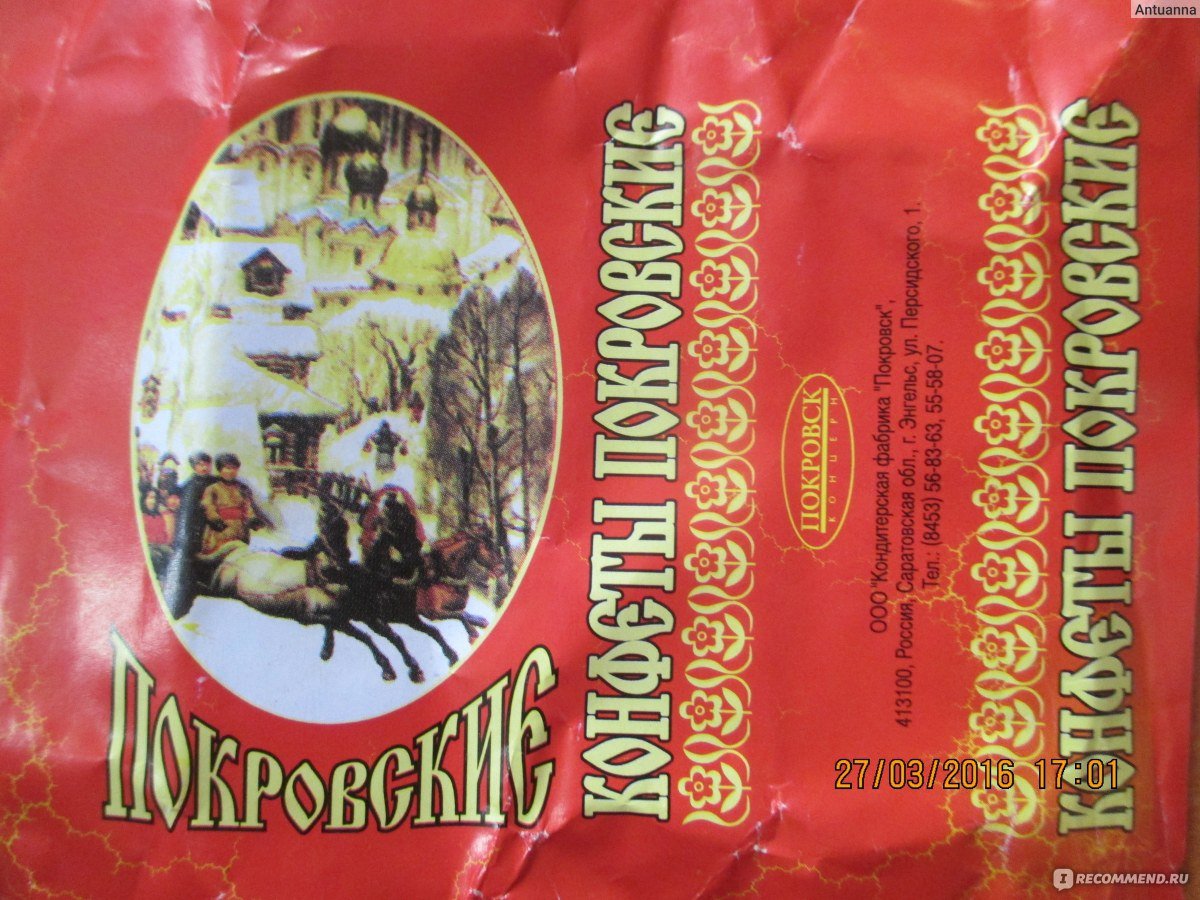 Antuanna
ПОКРОВСКИЕ
КОНФЕТЫ ПОКРОВСКИЕ
ПОКРОВСК
КОНЦЕРН
ООО "Кондитерская фабрика "Покровск",
413100, Россия, Саратовская обл., г. Энгельс, ул. Персидского, 1.
Тел.: (8453) 56-83-63, 55-58-07.
КОНФЕТЫ ПОКРОВСКИЕ
27/03/2016 17:01
IRECOMMEND.RU